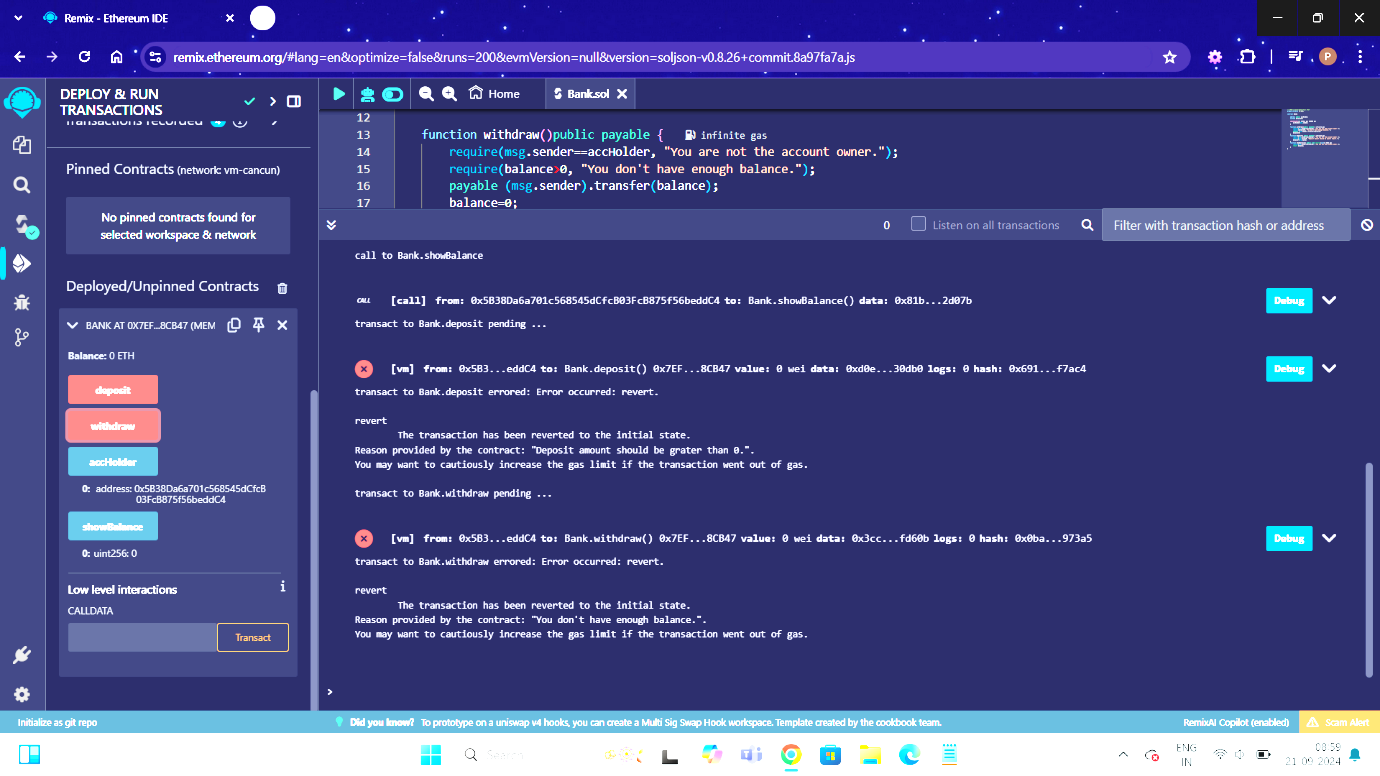 Remix - Ethereum IDE
remix.ethereum.org/#lang=en&optimize=false&runs=200&evmVersion=null&version=soljson-v0.8.26+commit.8a97fa7a.js
P
DEPLOY & RUN
TRANSACTIONS
Transactions recorded 4 i
Pinned Contracts (network: vm-cancun)
No pinned contracts found for
selected workspace & network
Deployed/Unpinned Contracts
BANK AT 0X7EF...8CB47 (MEM
Balance: 0 ETH
deposit
withdraw
accHolder
0: address: 0x5B38Da6a701c568545dCfcB
03FcB875f56beddC4
showBalance
0: uint256: 0
Low level interactions
i
CALLDATA
Transact
Home
Bank.sol
12
13 function withdraw()public payable { infinite gas
14 require(msg.sender==accHolder, "You are not the account owner.");
15 require(balance>0, "You don't have enough balance.");
16 payable (msg.sender).transfer(balance);
17 balance=0;
0 Listen on all transactions Filter with transaction hash or address
call to Bank.showBalance
CALL [call] from: 0x5B38Da6a701c568545dCfcB03FcB875f56beddC4 to: Bank.showBalance() data: 0x81b...2d07b Debug
transact to Bank.deposit pending ...
[vm] from: 0x5B3...eddC4 to: Bank.deposit() 0x7EF...8CB47 value: 0 wei data: 0xd0e...30db0 logs: 0 hash: 0x691...f7ac4 Debug
transact to Bank.deposit errored: Error occurred: revert.
revert
The transaction has been reverted to the initial state.
Reason provided by the contract: "Deposit amount should be grater than 0.".
You may want to cautiously increase the gas limit if the transaction went out of gas.
transact to Bank.withdraw pending ...
[vm] from: 0x5B3...eddC4 to: Bank.withdraw() 0x7EF...8CB47 value: 0 wei data: 0x3cc...fd60b logs: 0 hash: 0x0ba...973a5 Debug
transact to Bank.withdraw errored: Error occurred: revert.
revert
The transaction has been reverted to the initial state.
Reason provided by the contract: "You don't have enough balance.".
You may want to cautiously increase the gas limit if the transaction went out of gas.
>
Initialize as git repo
Did you know? To prototype on a uniswap v4 hooks, you can create a Multi Sig Swap Hook workspace. Template created by the cookbook team.
RemixAI Copilot (enabled)
Scam Alert
Search
ENG
IN
08:59
21-09-2024